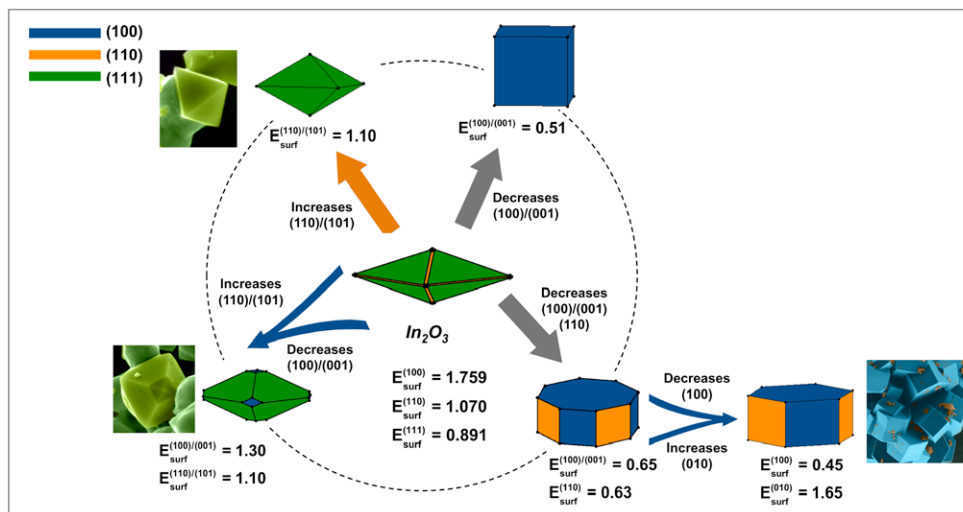 (100)
(110)
(111)
E_surf^(110)/(101) = 1.10
E_surf^(100)/(001) = 0.51
Increases
(110)/(101)
Decreases
(100)/(001)
Increases
(110)/(101)
Decreases
(100)/(001)
Decreases
(100)/(001)
(110)
In₂O₃
E_surf^(100) = 1.759
E_surf^(110) = 1.070
E_surf^(111) = 0.891
E_surf^(100)/(001) = 1.30
E_surf^(110)/(101) = 1.10
E_surf^(100)/(001) = 0.65
E_surf^(110) = 0.63
Decreases
(100)
Increases
(010)
E_surf^(100) = 0.45
E_surf^(010) = 1.65